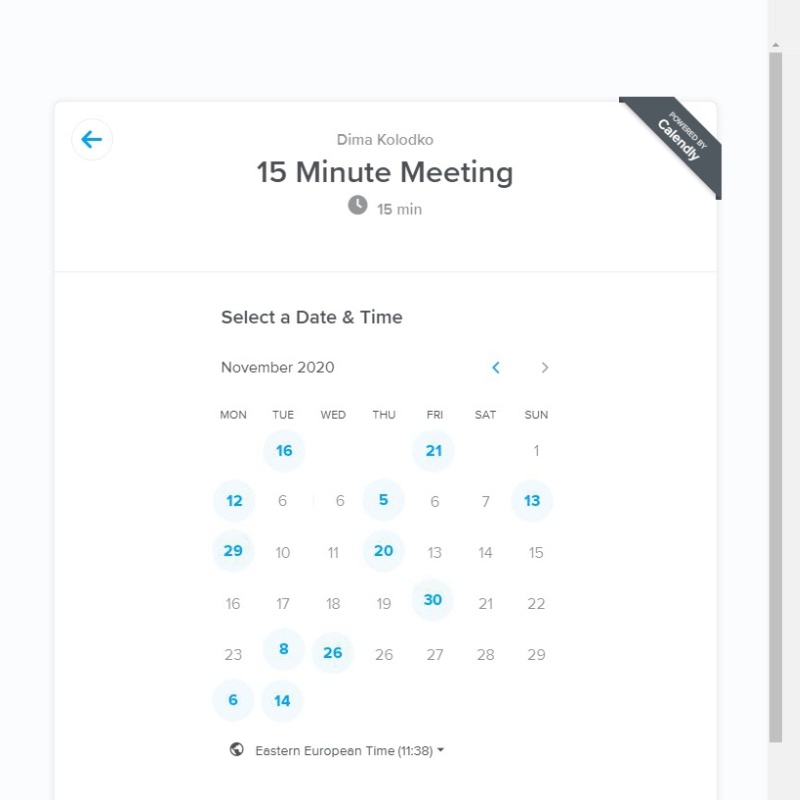 POWERED BY
Calendly
Dima Kolodko
15 Minute Meeting
15 min
Select a Date & Time
November 2020
MON TUE WED THU FRI SAT SUN
16 21 1
12 6 6 5 6 7 13
29 10 11 20 13 14 15
16 17 18 19 30 21 22
23 8 26 26 27 28 29
6 14
Eastern European Time (11:38)